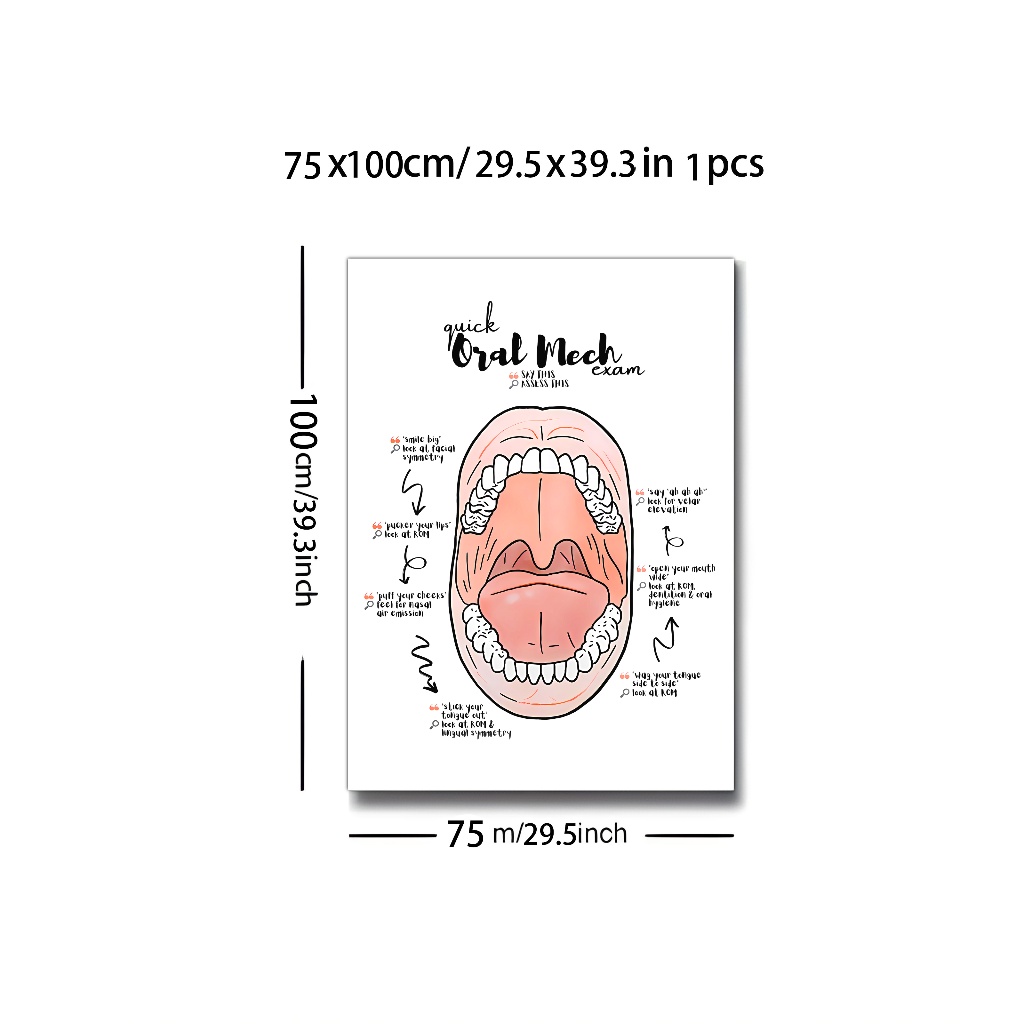 75x100cm/ 29.5x39.3in 1pcs
100cm/39.3inch
quick
Oral Mech
exam
SAY THIS
ASSESS THIS
"smile big"
look at facial
symmetry
"pucker your lips"
look at ROM
"puff your cheeks"
feel for nasal
air emission
"stick your
tongue out"
look at ROM &
lingual symmetry
"wag your tongue
side to side"
look at ROM
"open your mouth
wide"
look at ROM,
dentition & oral
hygiene
"say 'ah ah ah'"
look for velar
elevation
75 m/29.5inch